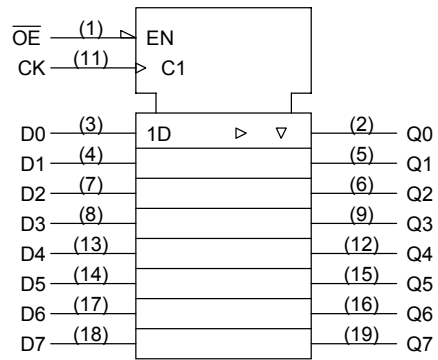 O̅E̅ (1) EN
CK (11) C1
D0 (3) 1D (2) Q0
D1 (4) (5) Q1
D2 (7) (6) Q2
D3 (8) (9) Q3
D4 (13) (12) Q4
D5 (14) (15) Q5
D6 (17) (16) Q6
D7 (18) (19) Q7